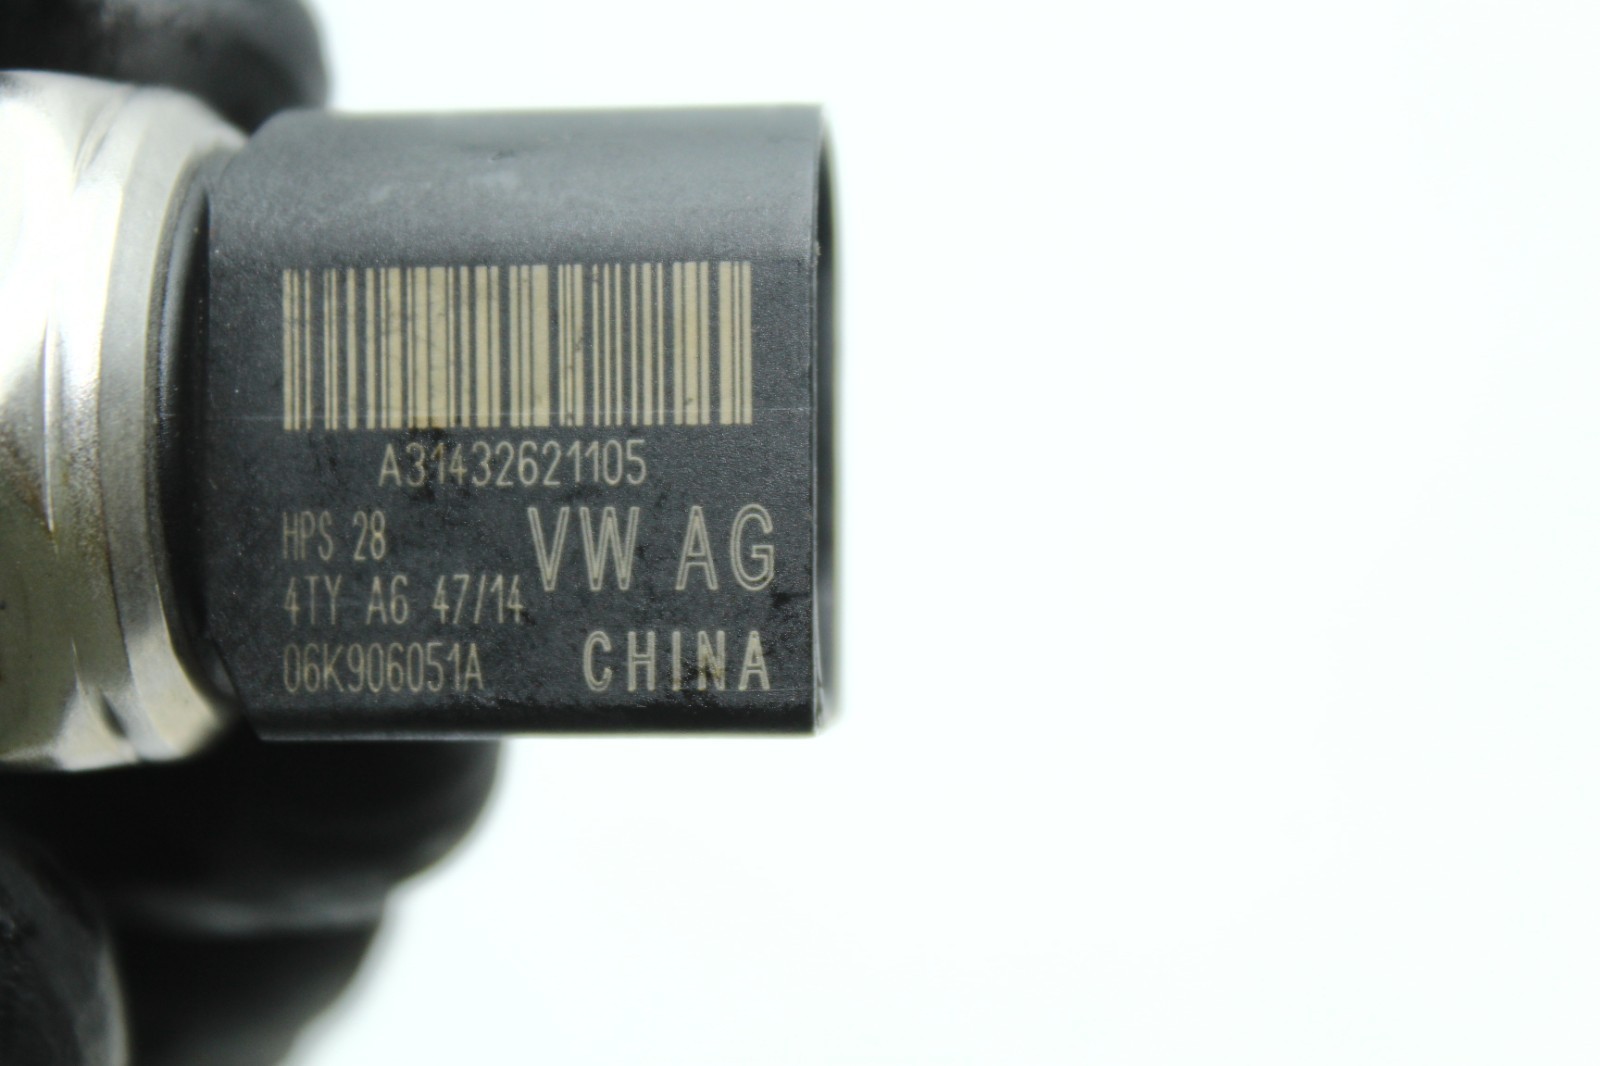 A31432621105
HPS 28
VW AG
4TY A6 47/14
06K906051A
CHINA